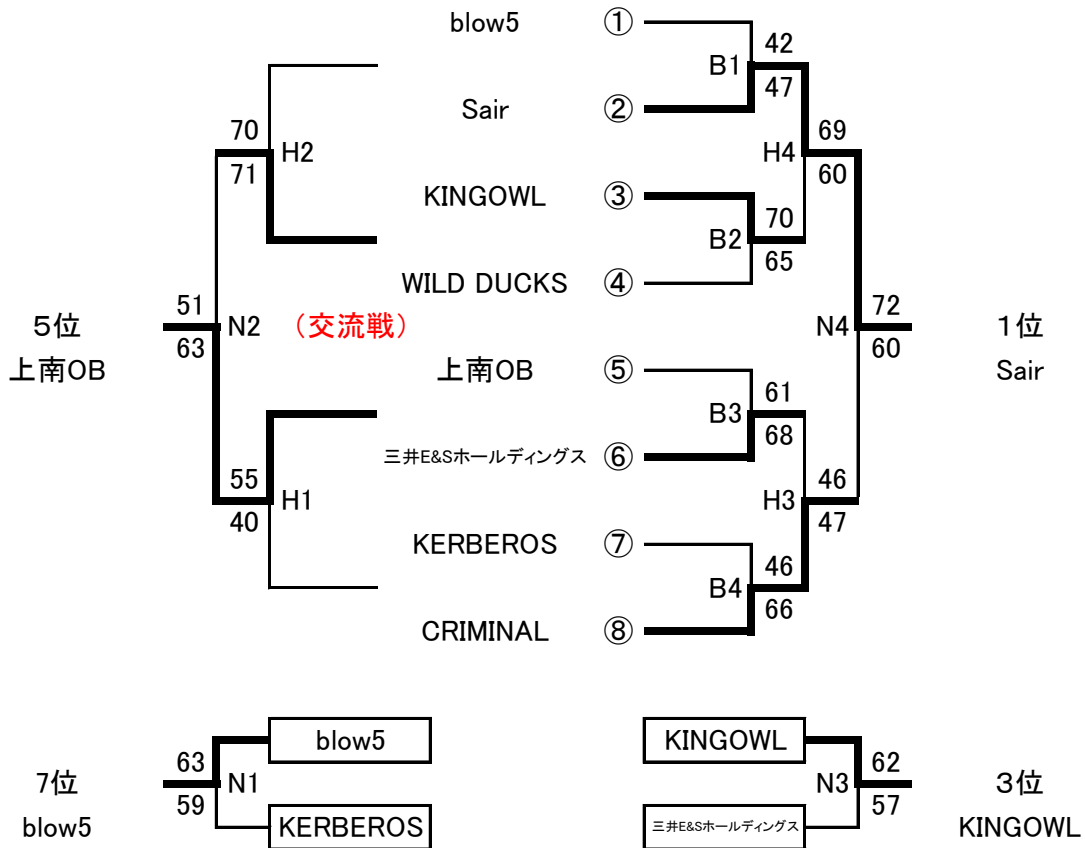 blow5 ①
Sair ②
KINGOWL ③
WILD DUCKS ④
上南OB ⑤
三井E&Sホールディングス ⑥
KERBEROS ⑦
CRIMINAL ⑧
B1 42
47
B2 70
65
B3 61
68
B4 46
66
H4 69
60
H3 46
47
N4 72
60
1位
Sair
70 H2
71
55 H1
40
51 N2
63
(交流戦)
5位
上南OB
blow5
KERBEROS
63 N1
59
7位
blow5
KINGOWL
三井E&Sホールディングス
N3 62
57
3位
KINGOWL